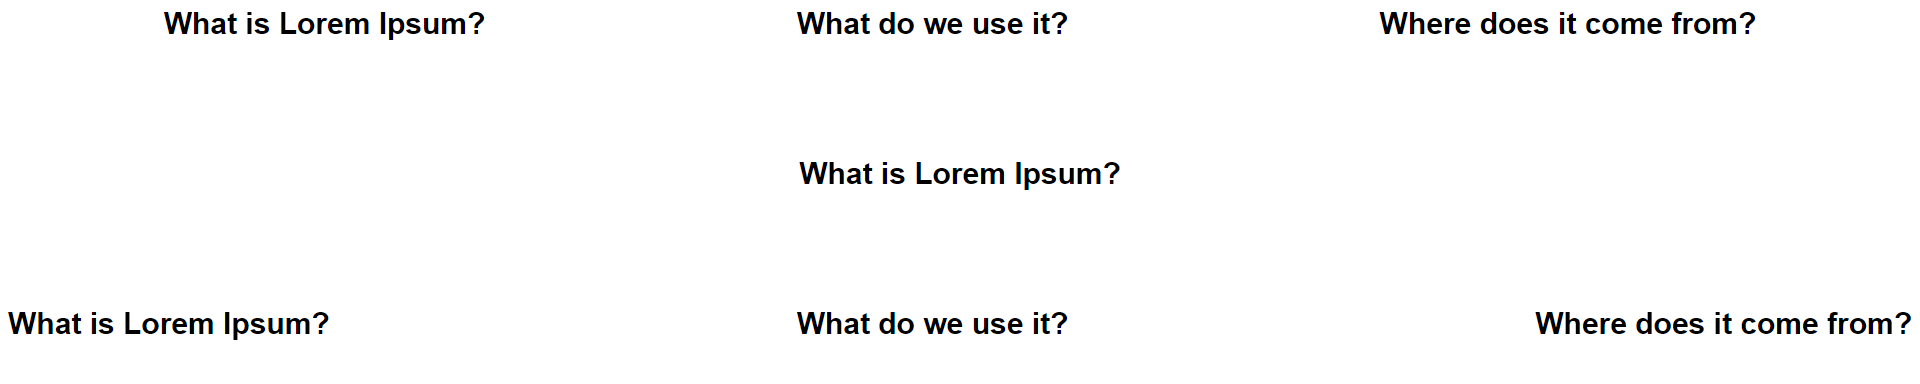 What is Lorem Ipsum? What do we use it? Where does it come from?
What is Lorem Ipsum?
What is Lorem Ipsum? What do we use it? Where does it come from?